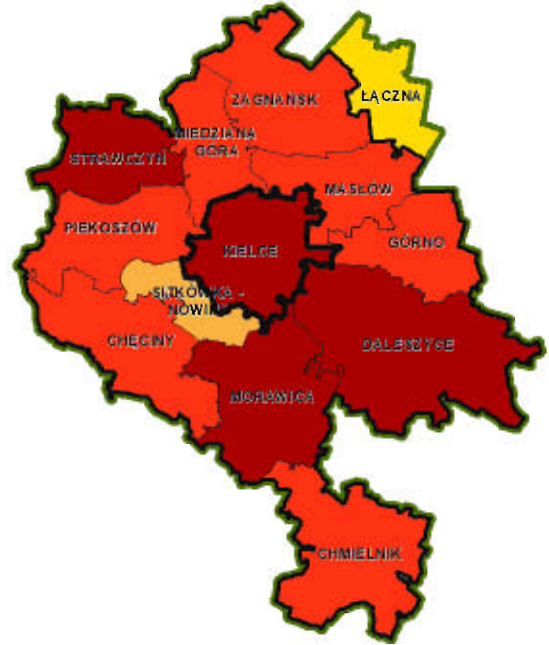 ZAGNAŃSK
ŁĄCZNA
MIEDZIANA
GÓRA
STRAWCZYN
MASŁÓW
PIEKOSZÓW
GÓRNO
KIELCE
SITKÓWKA -
NOWINY
CHĘCINY
DALESZYCE
MORAWICA
CHMIELNIK